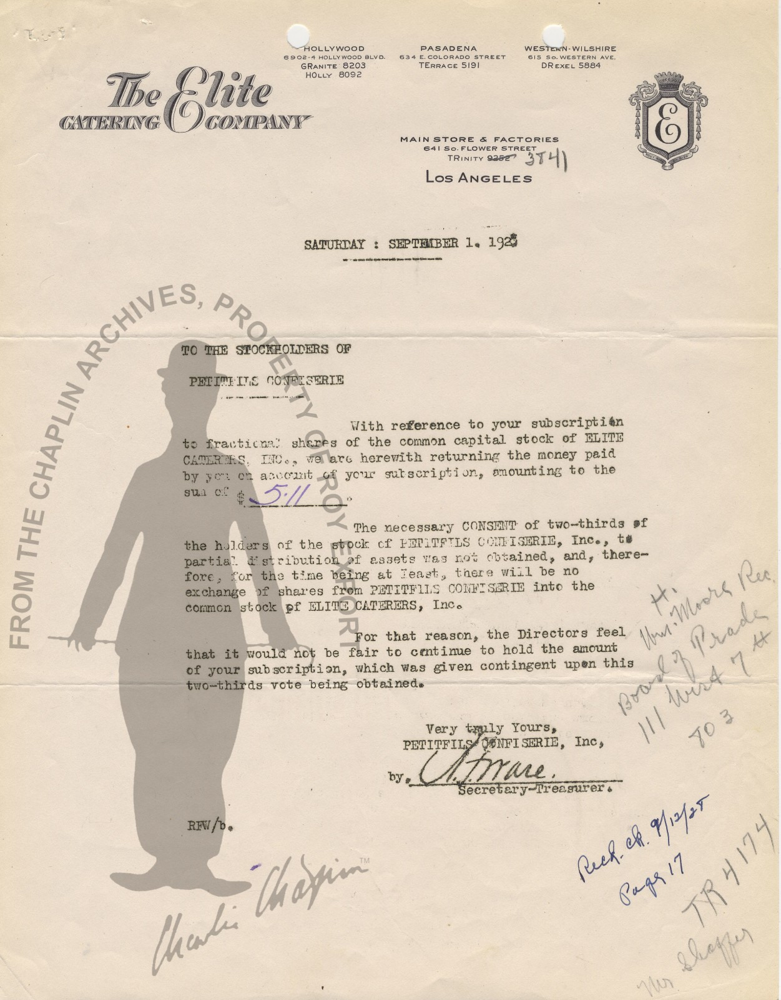 HOLLYWOOD
6902-4 HOLLYWOOD BLVD.
GRANITE 8203
HOLLY 8092
PASADENA
634 E. COLORADO STREET
TERRACE 5191
WESTERN-WILSHIRE
615 SO. WESTERN AVE.
DREXEL 5884
The Elite
CATERING COMPANY
E
MAIN STORE & FACTORIES
641 SO. FLOWER STREET
TRINITY 9252 3841
LOS ANGELES
SATURDAY : SEPTEMBER 1. 192
FROM THE CHAPLIN ARCHIVES, PROPERTY OF ROY EXPORT
TO THE STOCKHOLDERS OF
PETITFILS CONFISERIE
With reference to your subscription
to fractional shares of the common capital stock of ELITE
CATERERS, INC., we are herewith returning the money paid
by you on account of your subscription, amounting to the
sum of $ 5.11 .
The necessary CONSENT of two-thirds of
the holders of the stock of PETITFILS CONFISERIE, Inc., to
partial distribution of assets was not obtained, and, there-
fore, for the time being at least, there will be no
exchange of shares from PETITFILS CONFISERIE into the
common stock of ELITE CATERERS, Inc.
For that reason, the Directors feel
that it would not be fair to continue to hold the amount
of your subscription, which was given contingent upon this
two-thirds vote being obtained.
Very truly Yours,
PETITFILS CONFISERIE, Inc,
by.
Secretary-Treasurer.
RFW/b.
H.
Wm. Moore Rec.
Board of Trade
111 West 7
803
Recd. ck. 9/12/28
Page 17
TR 4174
Mr Shaffer
Charlie Chaplin TM